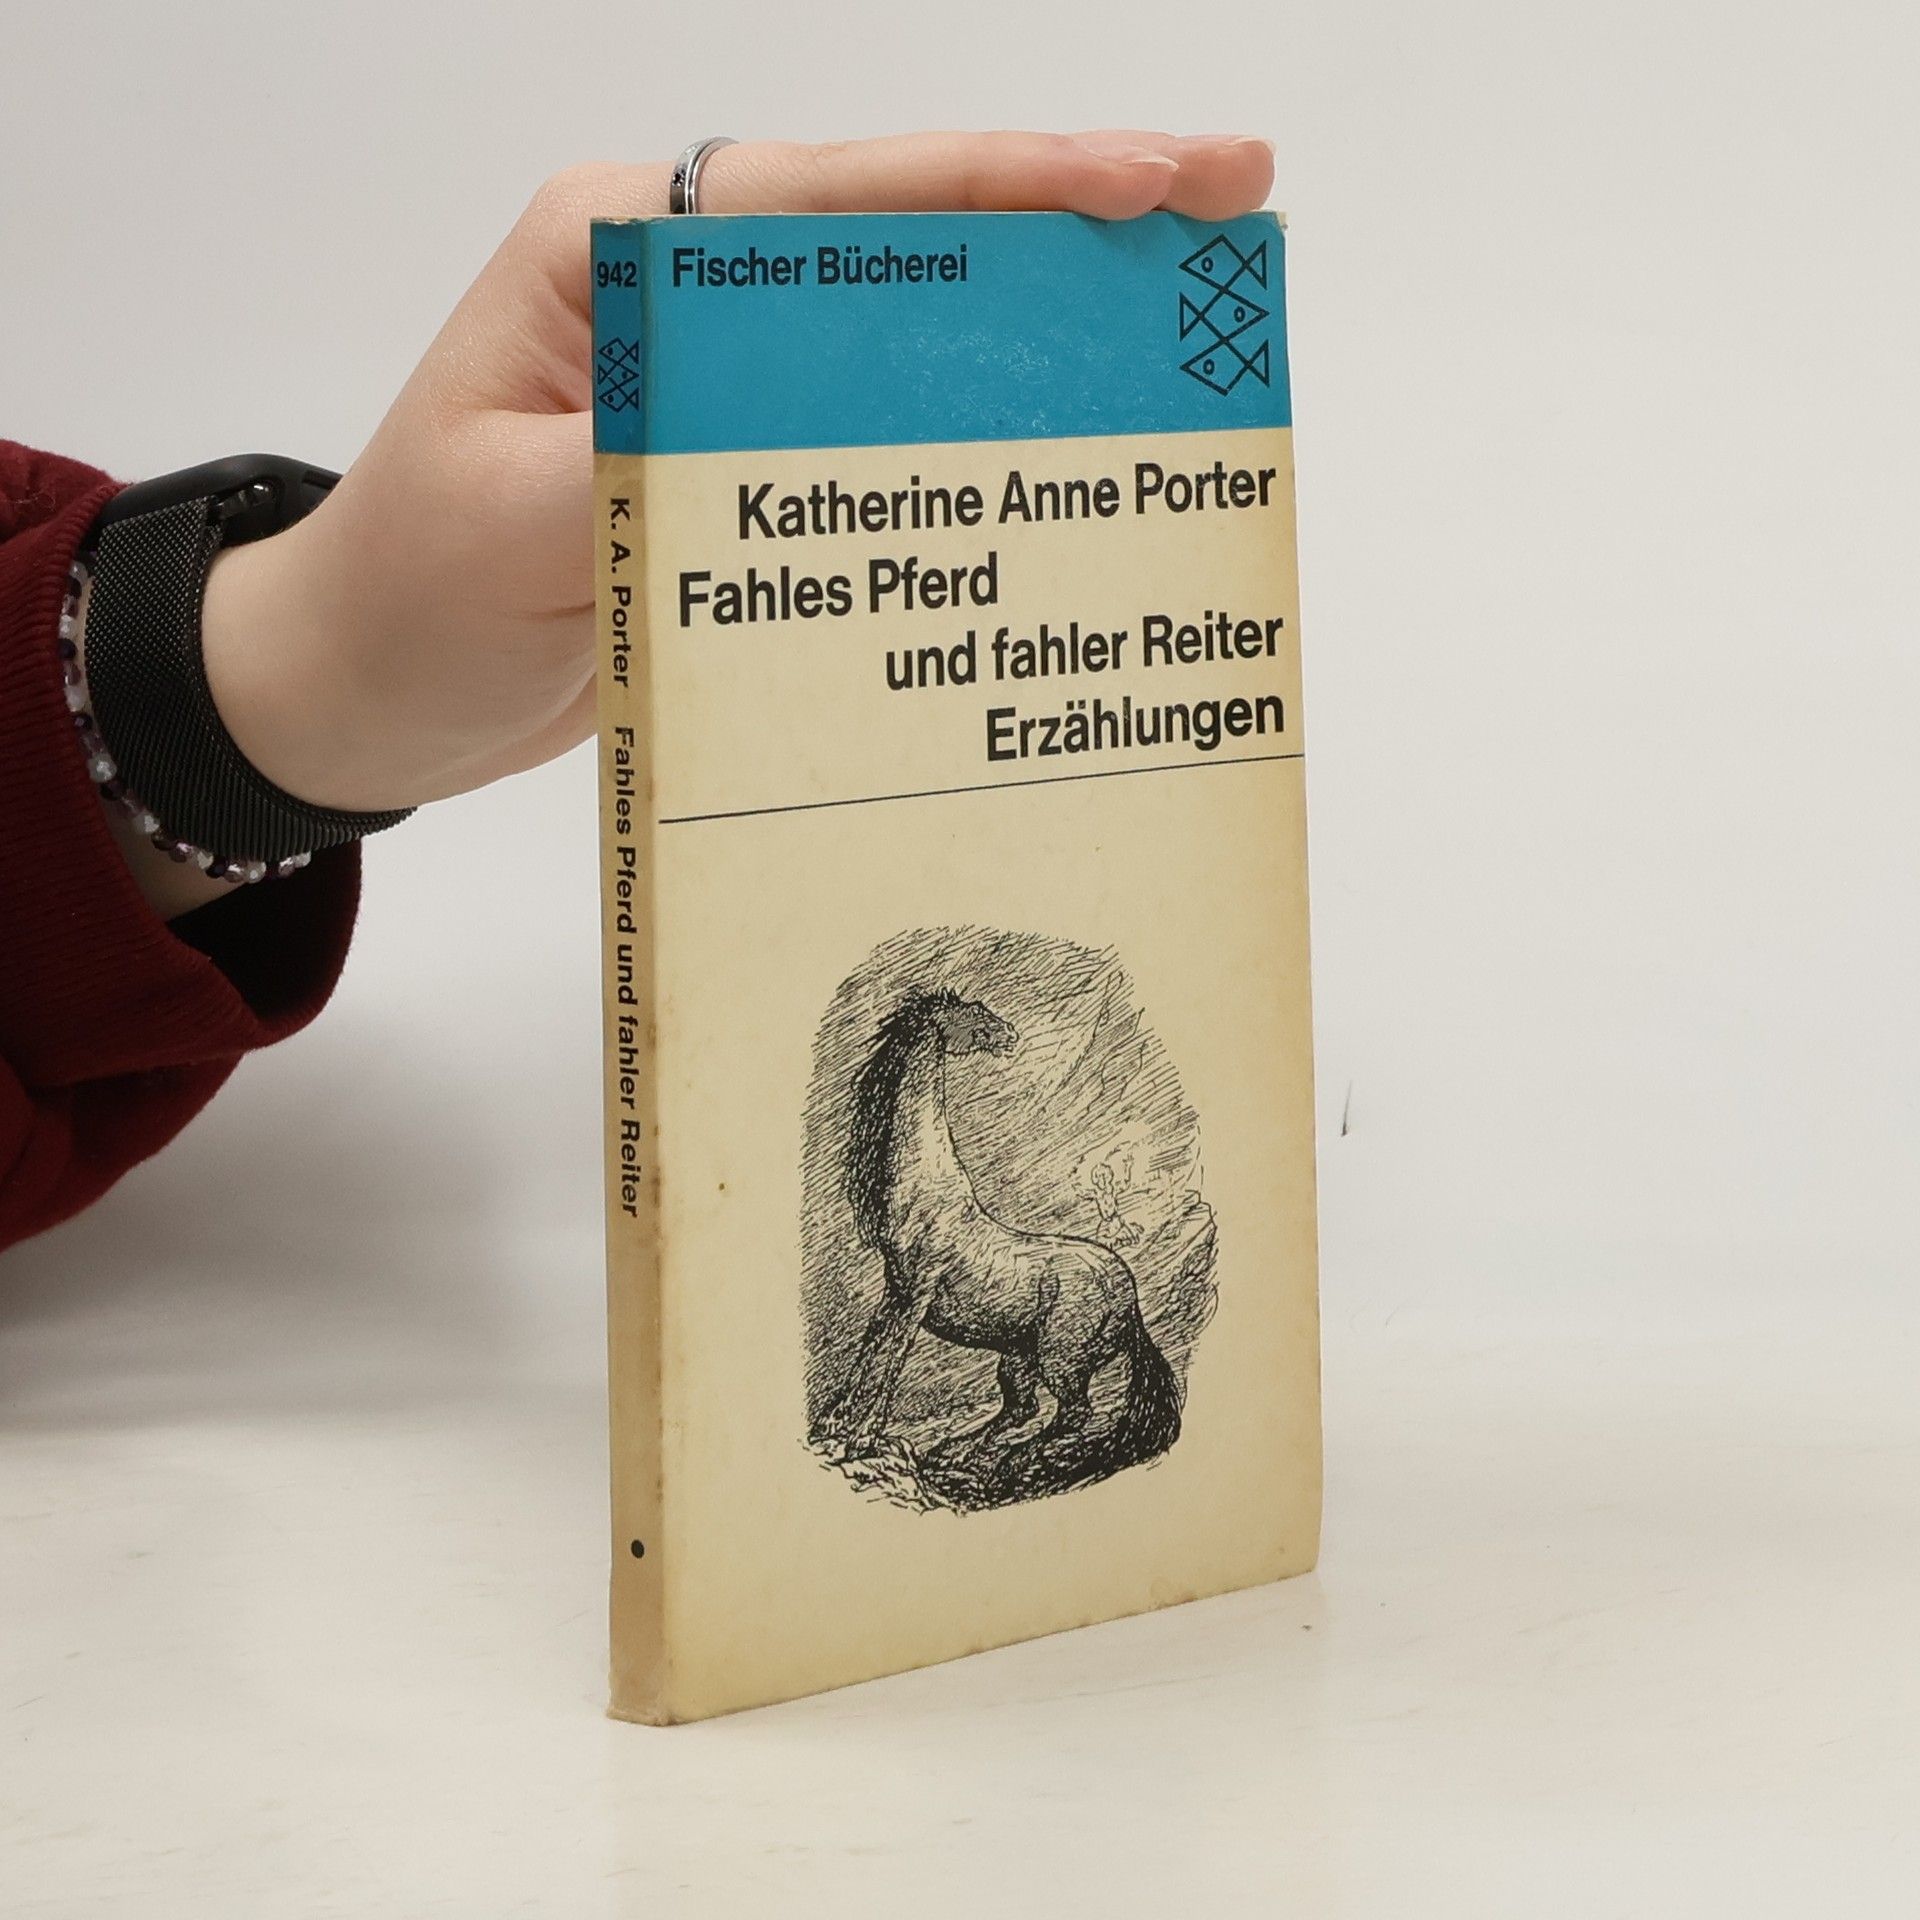 942
Fischer Bücherei
Katherine Anne Porter
Fahles Pferd
und fahler Reiter
Erzählungen
K. A. Porter Fahles Pferd und fahler Reiter